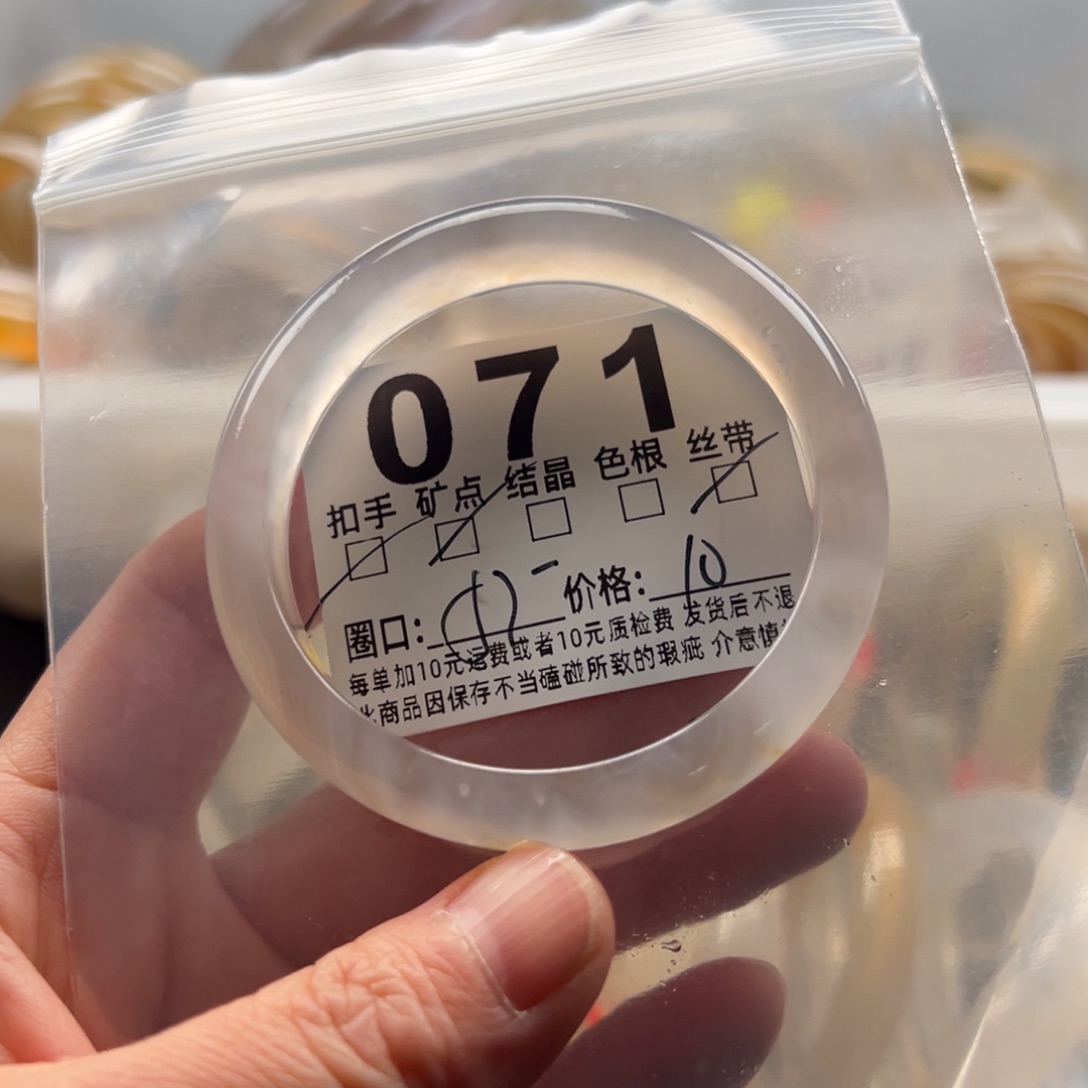 071
扣手 矿点 结晶 色根 丝带
圈口: 价格: 10
每单加10元运费或者10元质检费 发货后不退
商品因保存不当磕碰所致的瑕疵 介意慎